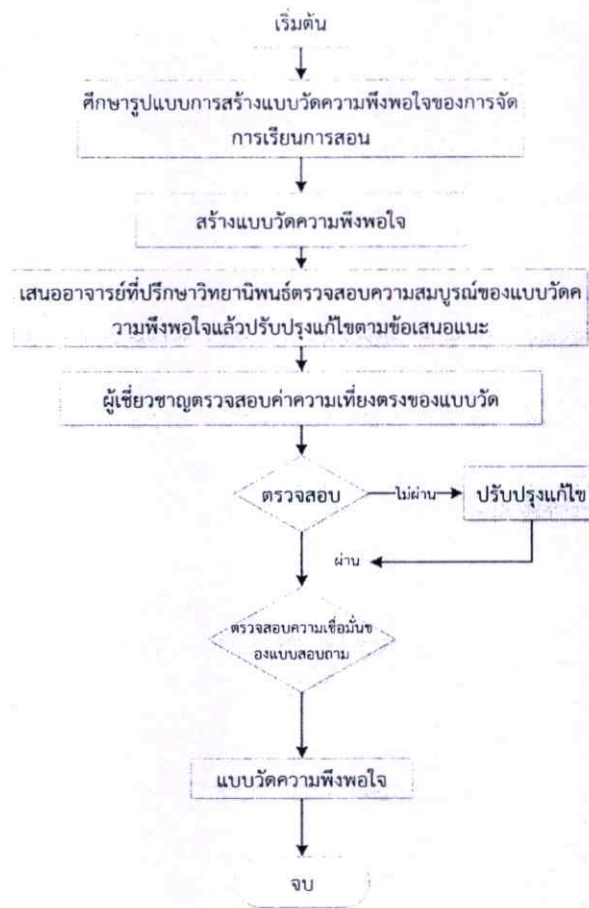 เริ่มต้น
ศึกษารูปแบบการสร้างแบบวัดความพึงพอใจของการจัด
การเรียนการสอน
สร้างแบบวัดความพึงพอใจ
เสนออาจารย์ที่ปรึกษาวิทยานิพนธ์ตรวจสอบความสมบูรณ์ของแบบวัดค
วามพึงพอใจแล้วปรับปรุงแก้ไขตามข้อเสนอแนะ
ผู้เชี่ยวชาญตรวจสอบค่าความเที่ยงตรงของแบบวัด
ตรวจสอบ
ไม่ผ่าน
ปรับปรุงแก้ไข
ผ่าน
ตรวจสอบความเชื่อมั่นข
องแบบสอบถาม
แบบวัดความพึงพอใจ
จบ